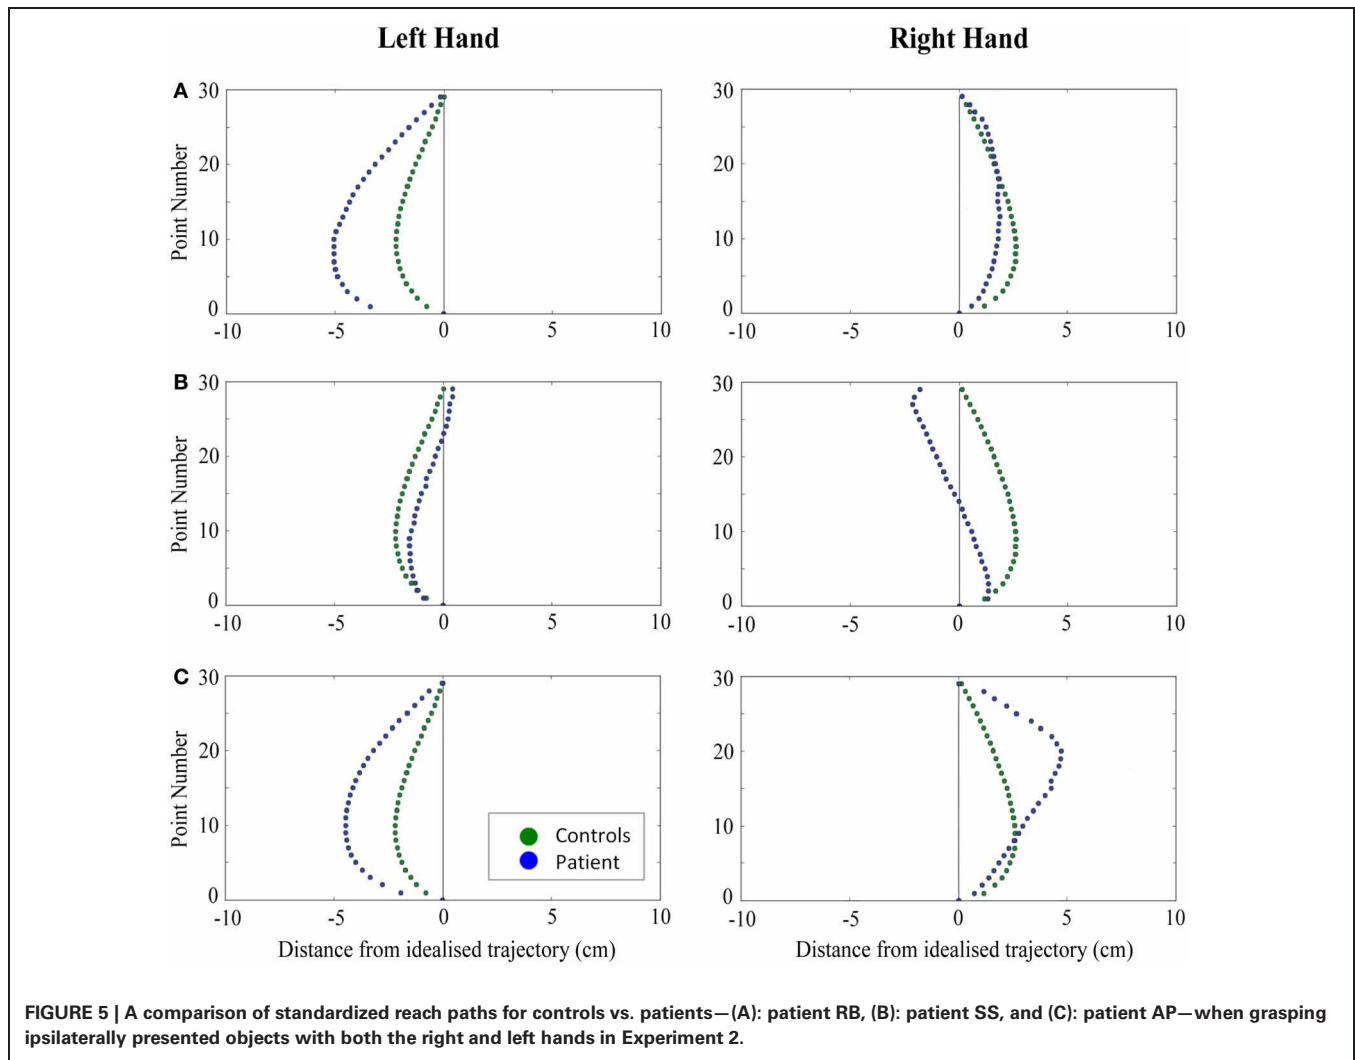 Left Hand
Right Hand
A
30
20
10
0
Point Number
-10 -5 0 5 10
30
20
10
0
-10 -5 0 5 10
B
30
20
10
0
Point Number
-10 -5 0 5 10
30
20
10
0
-10 -5 0 5 10
C
30
20
10
0
Point Number
-10 -5 0 5 10
Distance from idealised trajectory (cm)
Controls
Patient
30
20
10
0
-10 -5 0 5 10
Distance from idealised trajectory (cm)
FIGURE 5 | A comparison of standardized reach paths for controls vs. patients—(A): patient RB, (B): patient SS, and (C): patient AP—when grasping
ipsilaterally presented objects with both the right and left hands in Experiment 2.